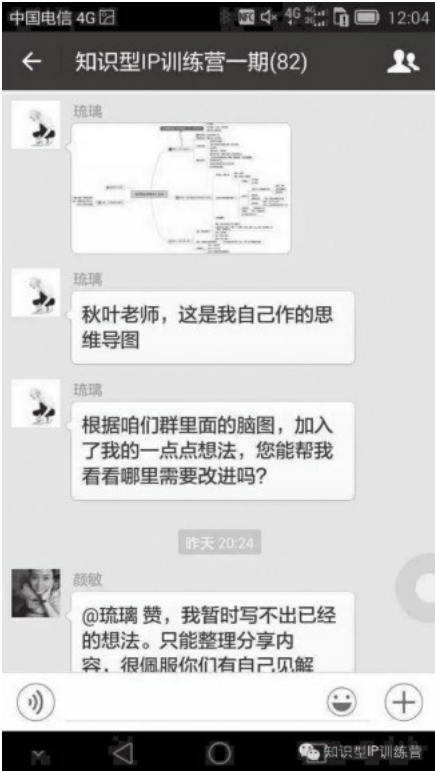 中国电信 4G
NFC 4G 4G 2G 12:04
知识型IP训练营一期(82)
琉璃
琉璃
秋叶老师，这是我自己作的思
维导图
琉璃
根据咱们群里面的脑图，加入
了我的一点点想法，您能帮我
看看哪里需要改进吗?
昨天 20:24
颜敏
@琉璃 赞，我暂时写不出已经
的想法。只能整理分享内
容，很佩服你们有自己见解
知识型IP训练营